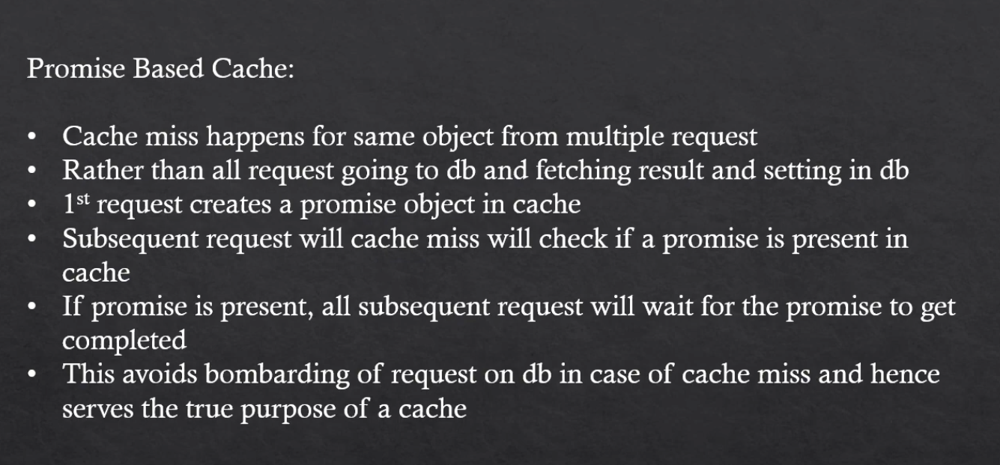 Promise Based Cache:
• Cache miss happens for same object from multiple request
• Rather than all request going to db and fetching result and setting in db
• 1st request creates a promise object in cache
• Subsequent request will cache miss will check if a promise is present in
cache
• If promise is present, all subsequent request will wait for the promise to get
completed
• This avoids bombarding of request on db in case of cache miss and hence
serves the true purpose of a cache